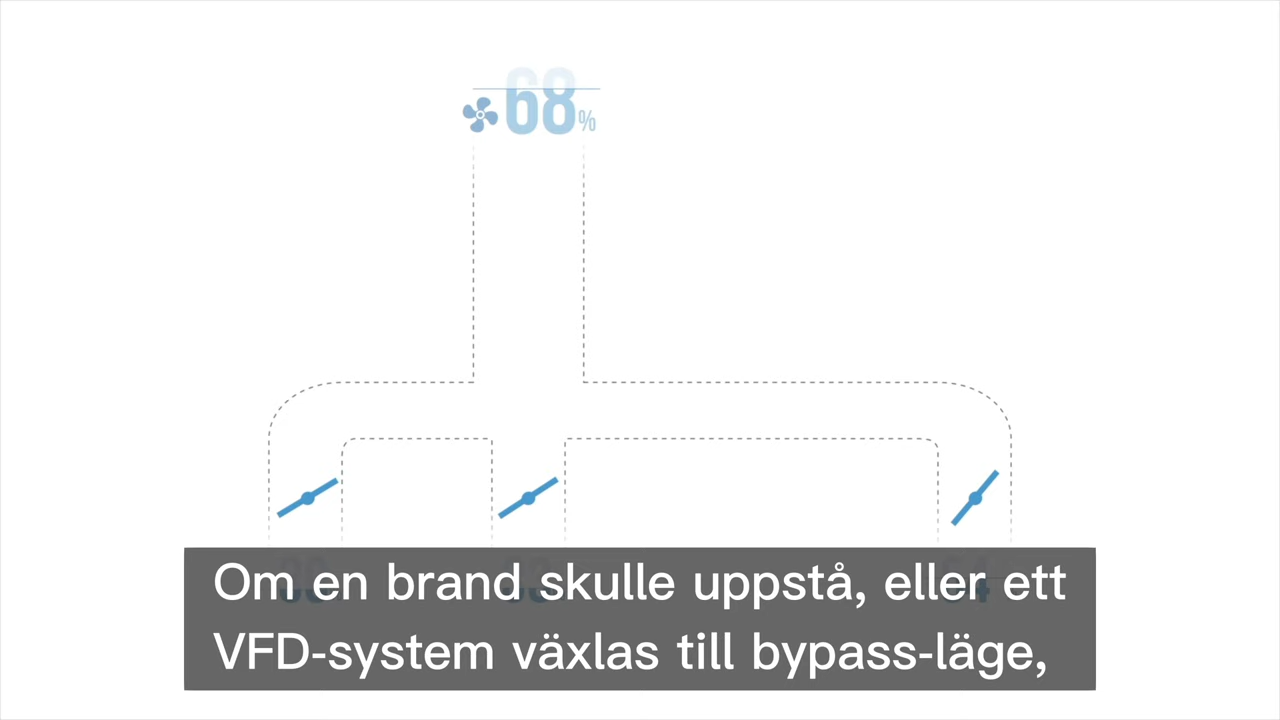 68%
Om en brand skulle uppstå, eller ett
VFD-system växlas till bypass-läge,